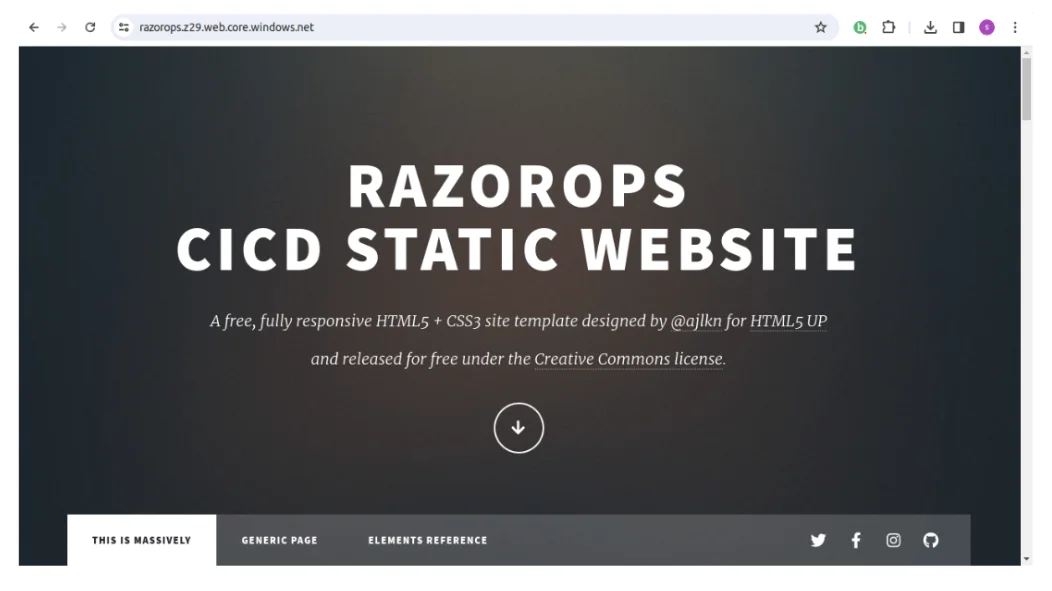 razorops.z29.web.core.windows.net
RAZOROPS
CICD STATIC WEBSITE
A free, fully responsive HTML5 + CSS3 site template designed by @ajlkn for HTML5 UP
and released for free under the Creative Commons license.
THIS IS MASSIVELY GENERIC PAGE ELEMENTS REFERENCE